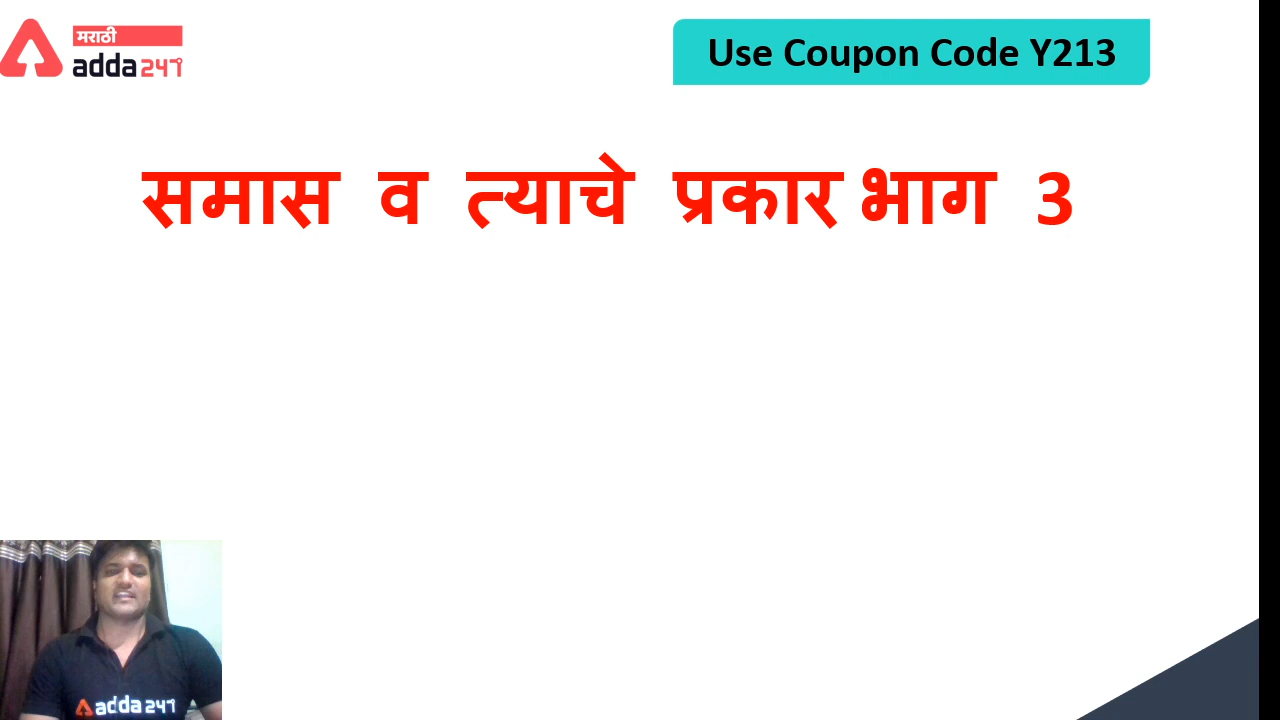 मराठी
adda247
Use Coupon Code Y213
समास व त्याचे प्रकार भाग 3
adda247